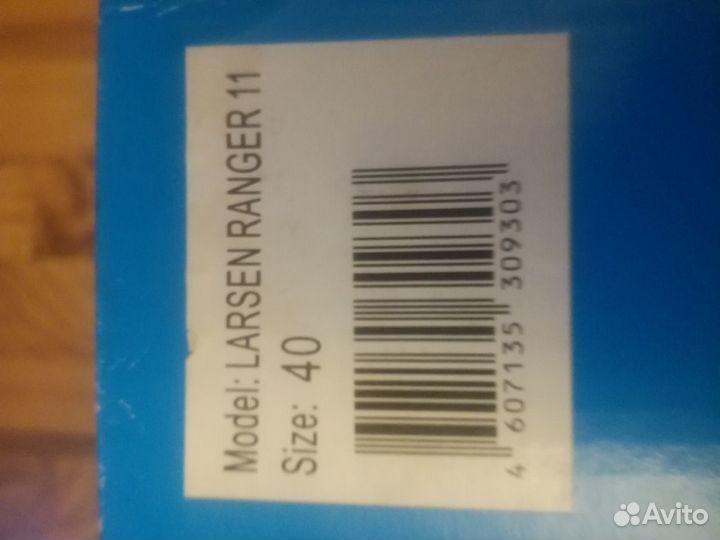 Model: LARSEN RANGER 11
Size: 40
4 607135 309303
Avito